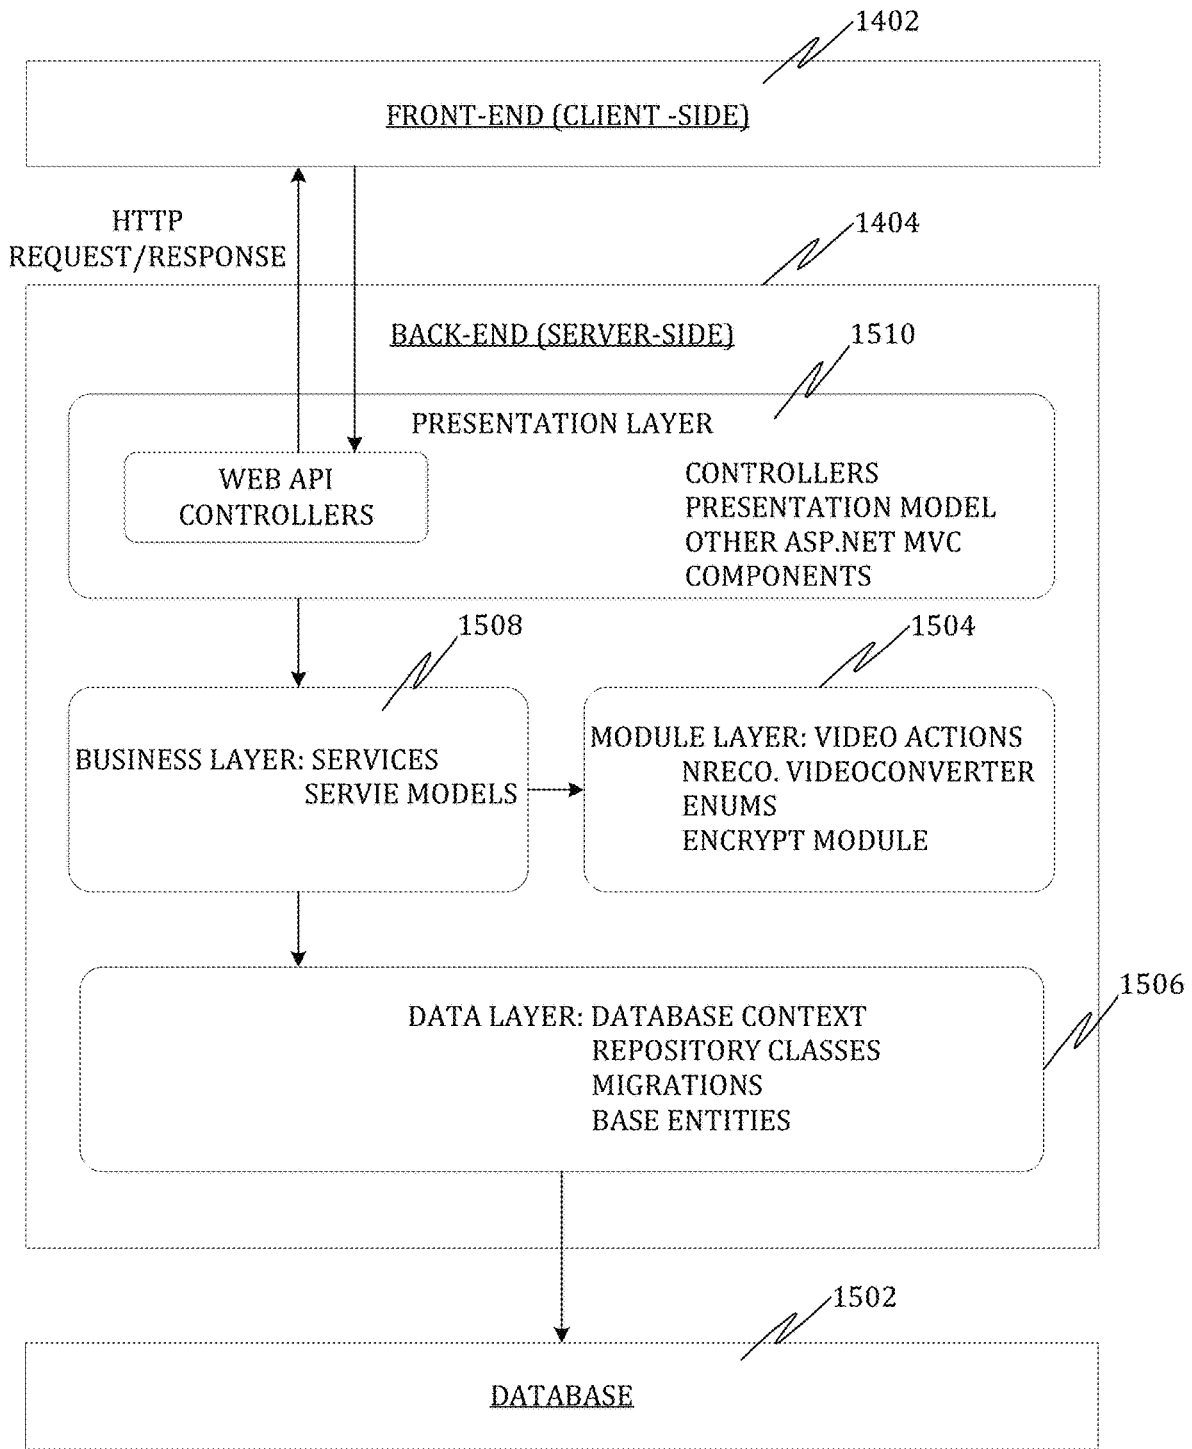 1402
FRONT-END (CLIENT -SIDE)
HTTP
REQUEST/RESPONSE
1404
BACK-END (SERVER-SIDE)
1510
PRESENTATION LAYER
WEB API
CONTROLLERS
CONTROLLERS
PRESENTATION MODEL
OTHER ASP.NET MVC
COMPONENTS
1508
BUSINESS LAYER: SERVICES
SERVIE MODELS
1504
MODULE LAYER: VIDEO ACTIONS
NRECO. VIDEOCONVERTER
ENUMS
ENCRYPT MODULE
1506
DATA LAYER: DATABASE CONTEXT
REPOSITORY CLASSES
MIGRATIONS
BASE ENTITIES
1502
DATABASE